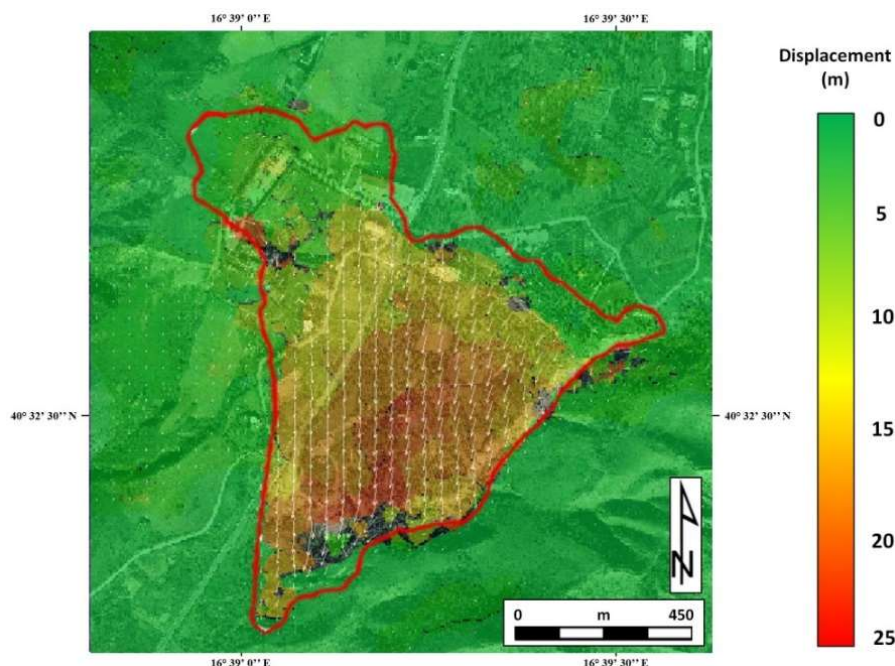 16° 39’ 0’’ E
16° 39’ 30’’ E
Displacement
(m)
0
5
10
15
20
25
40° 32’ 30’’ N
40° 32’ 30’’ N
N
0 m 450
16° 39’ 0’’ E
16° 39’ 30’’ E